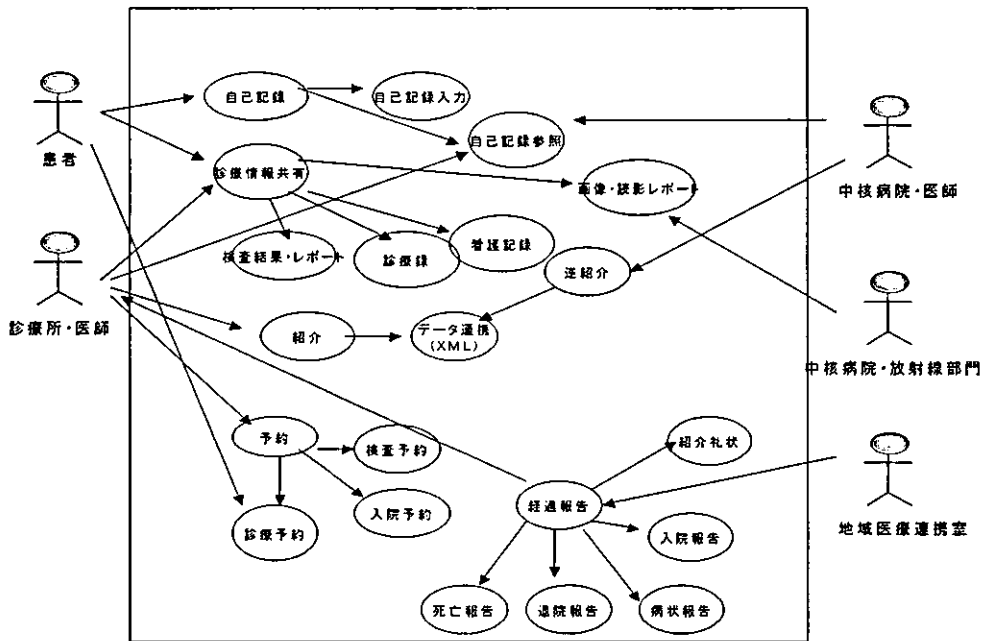 自己記録
自己記録入力
患者
自己記録参照
中核病院・医師
診療情報共有
画像・読影レポート
検査結果・レポート
診療録
看護記録
逆紹介
診療所・医師
紹介
データ連携
(XML)
中核病院・放射線部門
予約
検査予約
紹介礼状
入院予約
経過報告
診療予約
入院報告
地域医療連携室
死亡報告
退院報告
病状報告